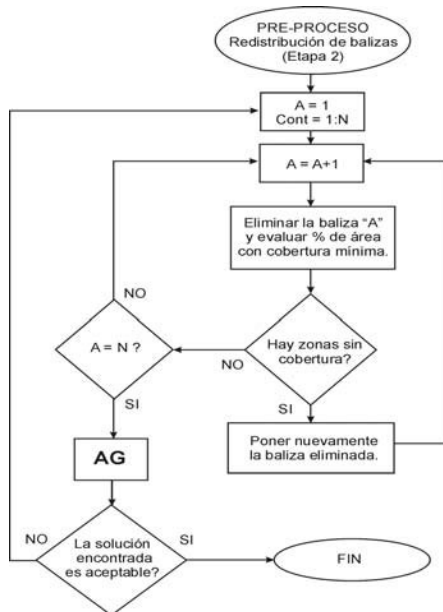 PRE-PROCESO
Redistribución de balizas
(Etapa 2)
A = 1
Cont = 1:N
A = A+1
Eliminar la baliza "A"
y evaluar % de área
con cobertura mínima.
NO
A = N ?
NO
Hay zonas sin
cobertura?
SI
SI
AG
Poner nuevamente
la baliza eliminada.
NO
La solución
encontrada
es aceptable?
SI
FIN